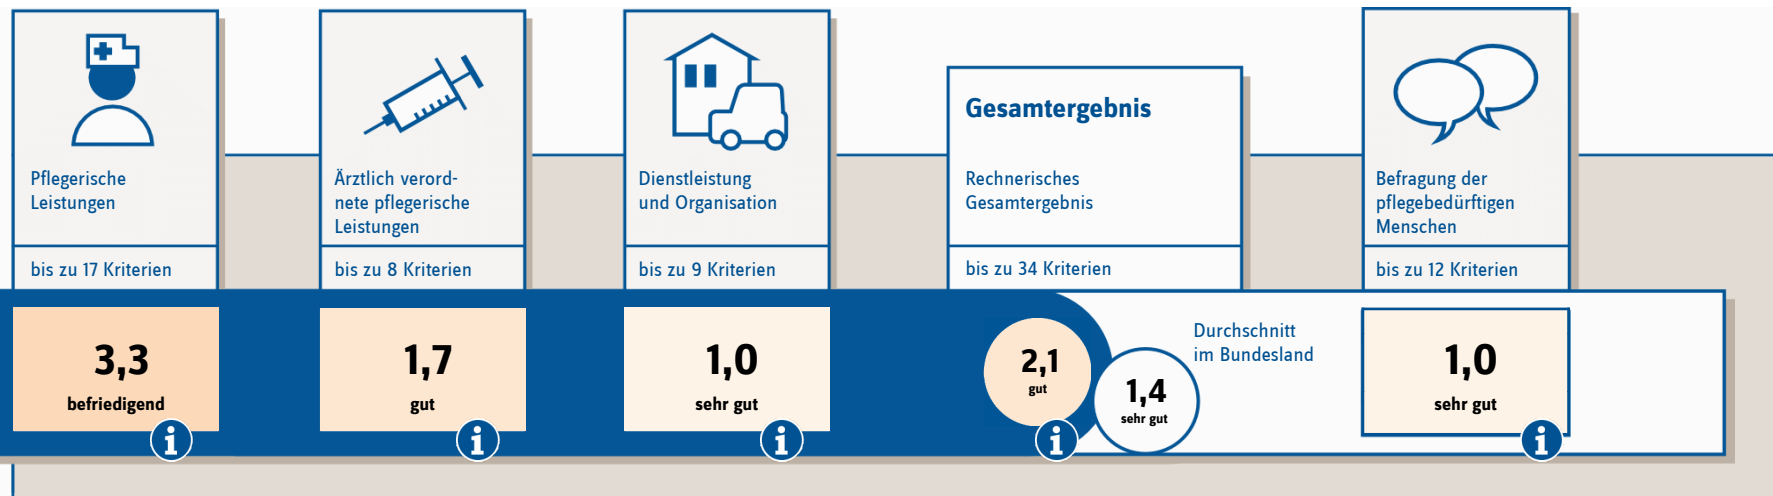 Pflegerische
Leistungen
bis zu 17 Kriterien
3,3
befriedigend
i
Ärztlich verord-
nete pflegerische
Leistungen
bis zu 8 Kriterien
1,7
gut
i
Dienstleistung
und Organisation
bis zu 9 Kriterien
1,0
sehr gut
i
Gesamtergebnis
Rechnerisches
Gesamtergebnis
bis zu 34 Kriterien
2,1
gut
i
1,4
sehr gut
Durchschnitt
im Bundesland
Befragung der
pflegebedürftigen
Menschen
bis zu 12 Kriterien
1,0
sehr gut
i